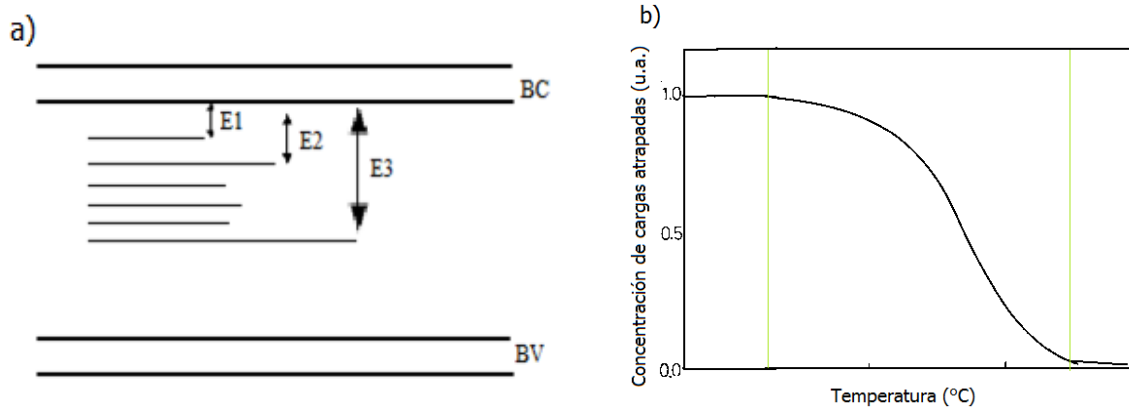 a)
BC
E1
E2
E3
BV
b)
Concentración de cargas atrapadas (u.a.)
1.0
0.5
0.0
Temperatura (°C)